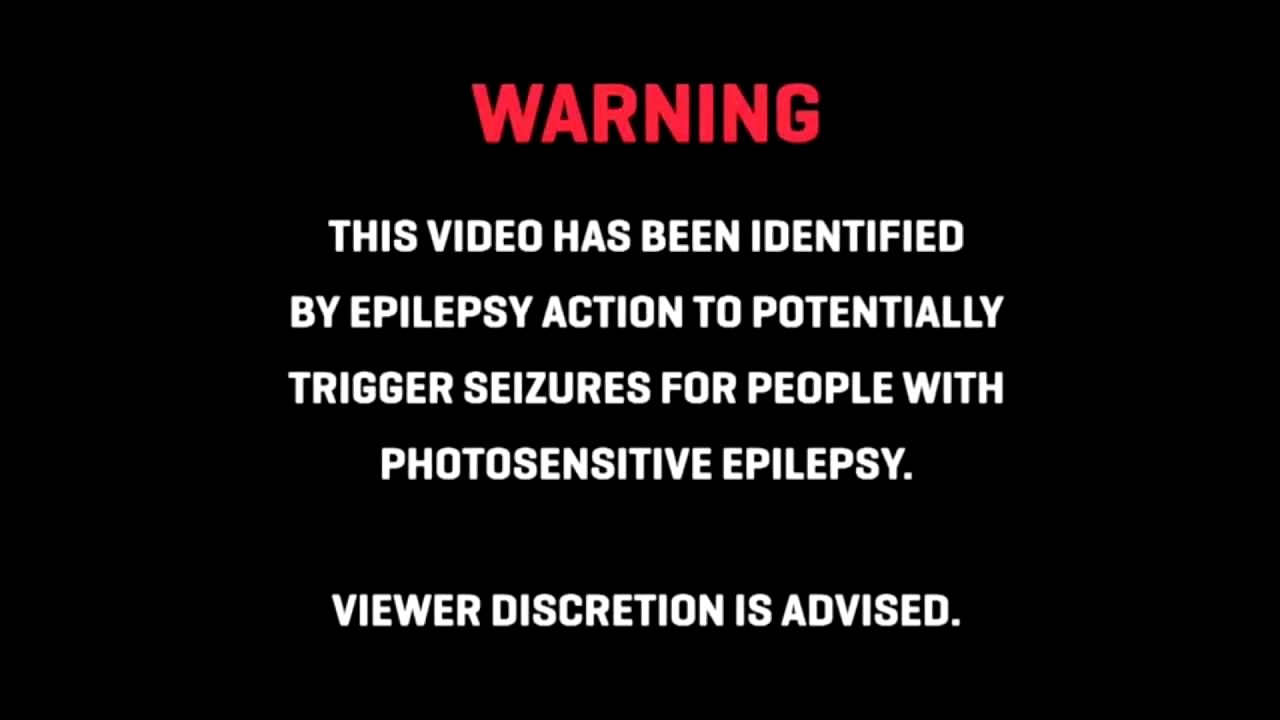 WARNING
THIS VIDEO HAS BEEN IDENTIFIED
BY EPILEPSY ACTION TO POTENTIALLY
TRIGGER SEIZURES FOR PEOPLE WITH
PHOTOSENSITIVE EPILEPSY.
VIEWER DISCRETION IS ADVISED.